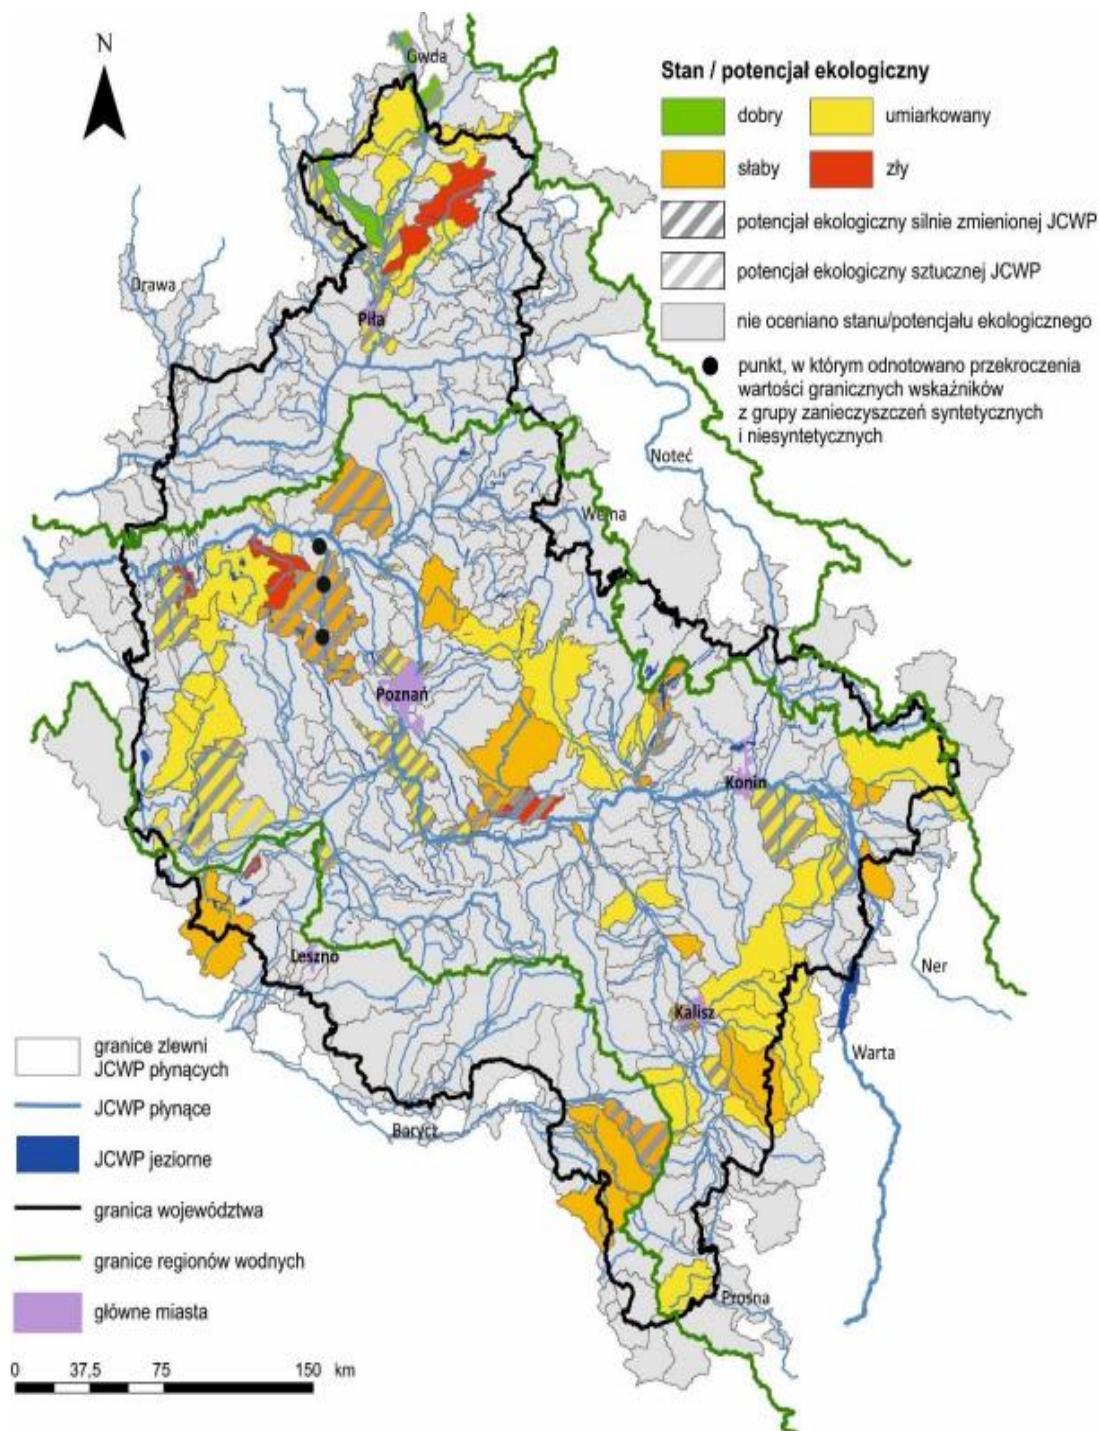 N
Gwda
Stan / potencjał ekologiczny
dobry
umiarkowany
słaby
zły
potencjał ekologiczny silnie zmienionej JCWP
potencjał ekologiczny sztucznej JCWP
nie oceniano stanu/potencjału ekologicznego
punkt, w którym odnotowano przekroczenia
wartości granicznych wskaźników
z grupy zanieczyszczeń syntetycznych
i niesyntetycznych
Drawa
Piła
Noteć
Wełna
Poznań
Konin
Leszno
Ner
Kalisz
Warta
Barycz
Prosna
granice zlewni
JCWP płynących
JCWP płynące
JCWP jeziorne
granica województwa
granice regionów wodnych
główne miasta
0 37,5 75 150 km